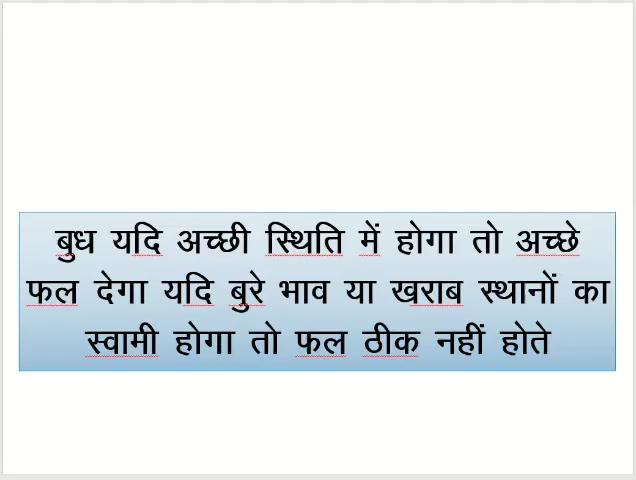 बुध यदि अच्छी स्थिति में होगा तो अच्छे
फल देगा यदि बुरे भाव या खराब स्थानों का
स्वामी होगा तो फल ठीक नहीं होते